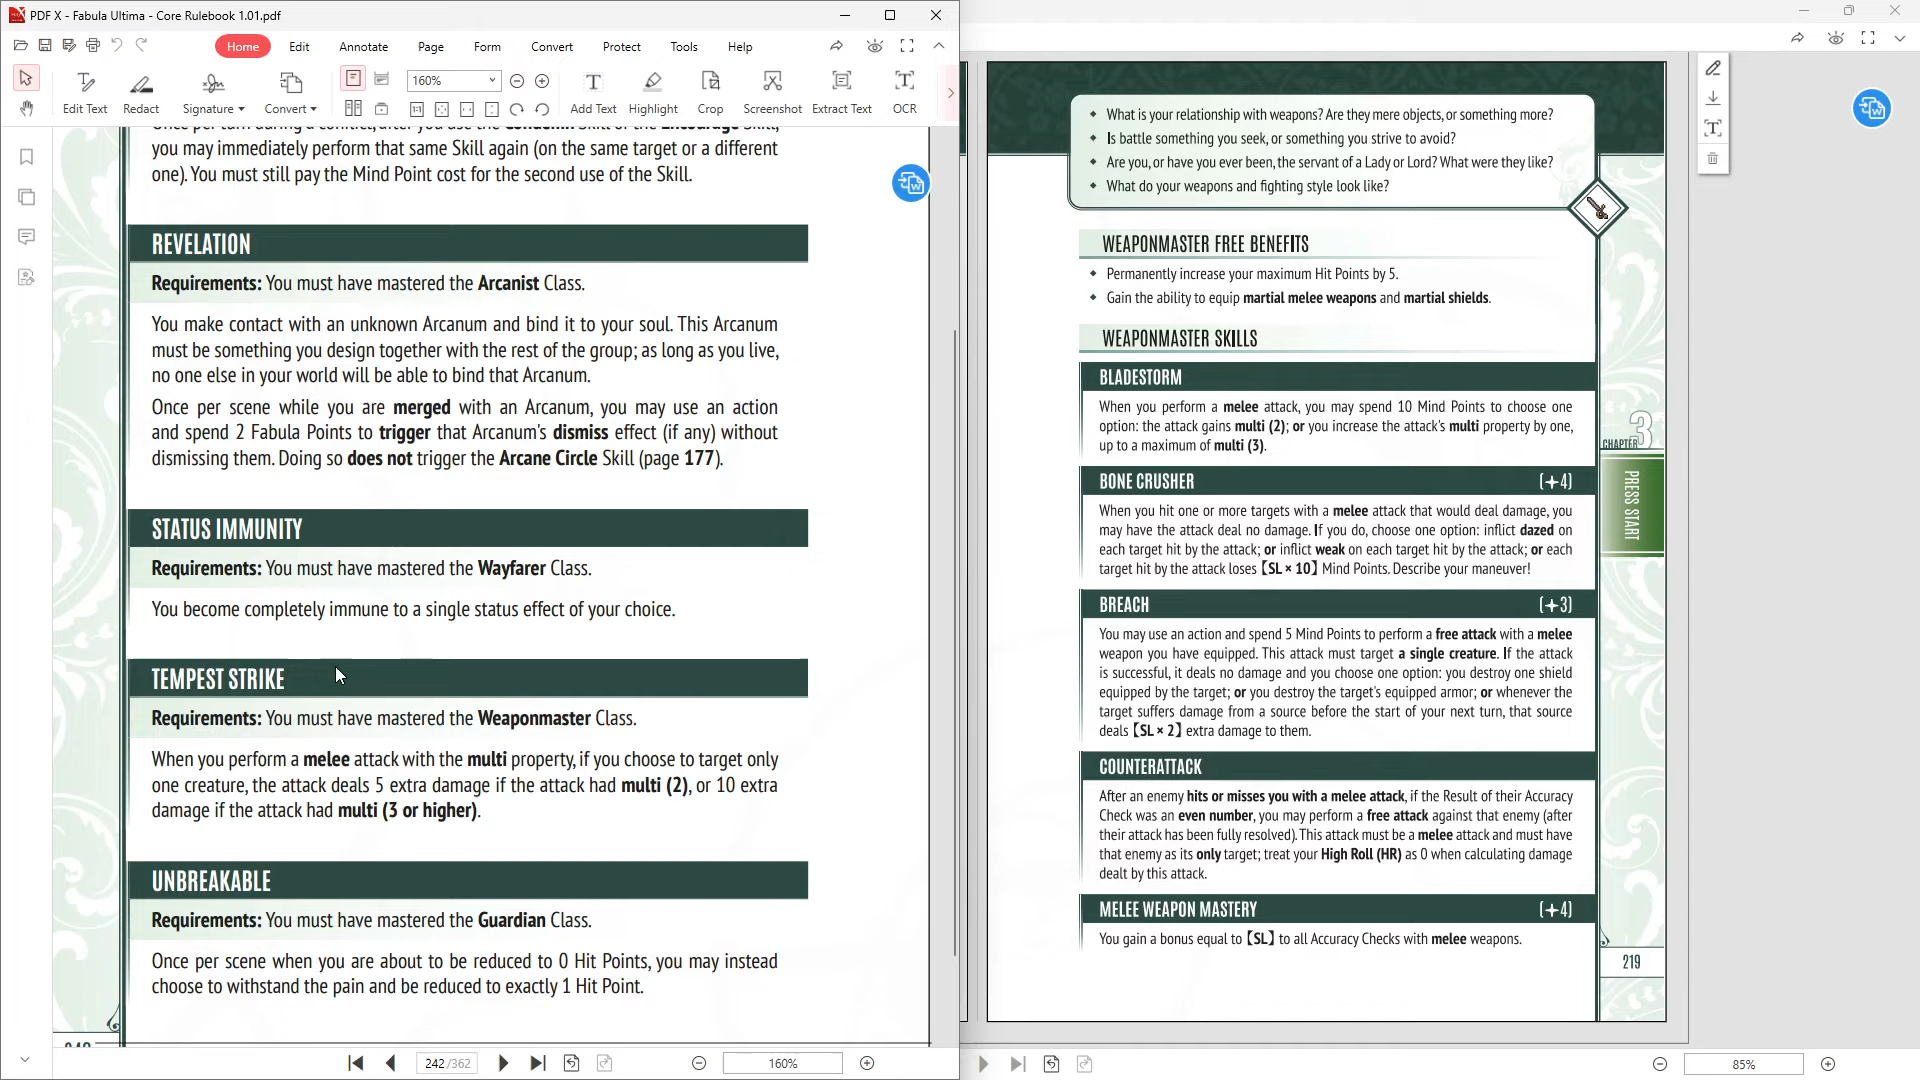 PDF X - Fabula Ultima - Core Rulebook 1.01.pdf
Home Edit Annotate Page Form Convert Protect Tools Help
160%
Edit Text Redact Signature Convert Add Text Highlight Crop Screenshot Extract Text OCR
you may immediately perform that same Skill again (on the same target or a different
one). You must still pay the Mind Point cost for the second use of the Skill.
REVELATION
Requirements: You must have mastered the Arcanist Class.
You make contact with an unknown Arcanum and bind it to your soul. This Arcanum
must be something you design together with the rest of the group; as long as you live,
no one else in your world will be able to bind that Arcanum.
Once per scene while you are merged with an Arcanum, you may use an action
and spend 2 Fabula Points to trigger that Arcanum's dismiss effect (if any) without
dismissing them. Doing so does not trigger the Arcane Circle Skill (page 177).
STATUS IMMUNITY
Requirements: You must have mastered the Wayfarer Class.
You become completely immune to a single status effect of your choice.
TEMPEST STRIKE
Requirements: You must have mastered the Weaponmaster Class.
When you perform a melee attack with the multi property, if you choose to target only
one creature, the attack deals 5 extra damage if the attack had multi (2), or 10 extra
damage if the attack had multi (3 or higher).
UNBREAKABLE
Requirements: You must have mastered the Guardian Class.
Once per scene when you are about to be reduced to 0 Hit Points, you may instead
choose to withstand the pain and be reduced to exactly 1 Hit Point.
242 /362
160%
What is your relationship with weapons? Are they mere objects, or something more?
Is battle something you seek, or something you strive to avoid?
Are you, or have you ever been, the servant of a Lady or Lord? What were they like?
What do your weapons and fighting style look like?
WEAPONMASTER FREE BENEFITS
Permanently increase your maximum Hit Points by 5.
Gain the ability to equip martial melee weapons and martial shields.
WEAPONMASTER SKILLS
BLADESTORM
When you perform a melee attack, you may spend 10 Mind Points to choose one
option: the attack gains multi (2); or you increase the attack's multi property by one,
up to a maximum of multi (3).
BONE CRUSHER (✦4)
When you hit one or more targets with a melee attack that would deal damage, you
may have the attack deal no damage. If you do, choose one option: inflict dazed on
each target hit by the attack; or inflict weak on each target hit by the attack; or each
target hit by the attack loses 【SL × 10】 Mind Points. Describe your maneuver!
BREACH (✦3)
You may use an action and spend 5 Mind Points to perform a free attack with a melee
weapon you have equipped. This attack must target a single creature. If the attack
is successful, it deals no damage and you choose one option: you destroy one shield
equipped by the target; or you destroy the target's equipped armor; or whenever the
target suffers damage from a source before the start of your next turn, that source
deals 【SL × 2】 extra damage to them.
COUNTERATTACK
After an enemy hits or misses you with a melee attack, if the Result of their Accuracy
Check was an even number, you may perform a free attack against that enemy (after
their attack has been fully resolved). This attack must be a melee attack and must have
that enemy as its only target; treat your High Roll (HR) as 0 when calculating damage
dealt by this attack.
MELEE WEAPON MASTERY (✦4)
You gain a bonus equal to 【SL】 to all Accuracy Checks with melee weapons.
CHAPTER 3
PRESS START
219
85%